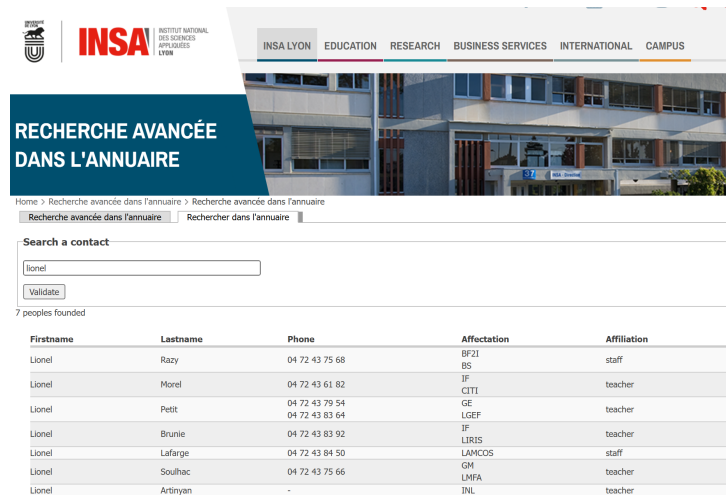 UNIVERSITÉ
DE LYON
INSA
INSTITUT NATIONAL
DES SCIENCES
APPLIQUÉES
LYON
INSA LYON EDUCATION RESEARCH BUSINESS SERVICES INTERNATIONAL CAMPUS
RECHERCHE AVANCÉE
DANS L'ANNUAIRE
37 INSA - Direction
Home > Recherche avancée dans l'annuaire > Recherche avancée dans l'annuaire
Recherche avancée dans l'annuaire Rechercher dans l'annuaire
Search a contact
lionel
Validate
7 peoples founded
Firstname Lastname Phone Affectation Affiliation
Lionel Razy 04 72 43 75 68 BF2I
BS staff
Lionel Morel 04 72 43 61 82 IF
CITI teacher
Lionel Petit 04 72 43 79 54
04 72 43 83 64 GE
LGEF teacher
Lionel Brunie 04 72 43 83 92 IF
LIRIS teacher
Lionel Lafarge 04 72 43 84 50 LAMCOS staff
Lionel Soulhac 04 72 43 75 66 GM
LMFA teacher
Lionel Artinyan - INL teacher